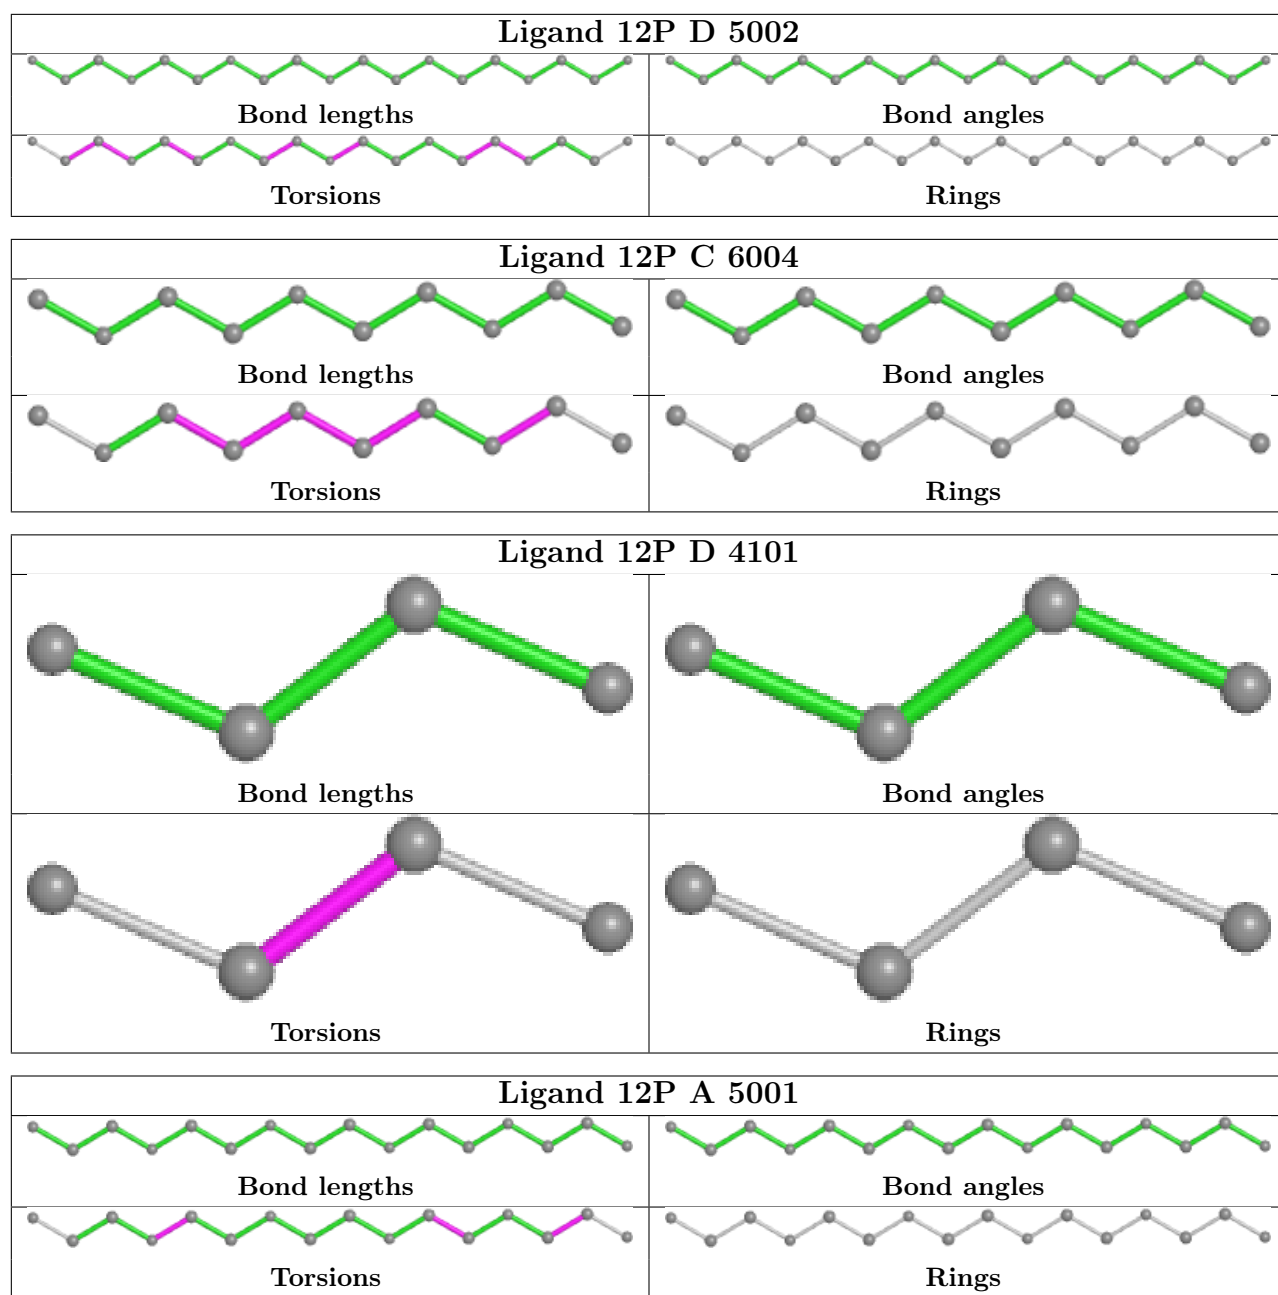 Ligand 12P D 5002
Bond lengths Bond angles
Torsions Rings
Ligand 12P C 6004
Bond lengths Bond angles
Torsions Rings
Ligand 12P D 4101
Bond lengths Bond angles
Torsions Rings
Ligand 12P A 5001
Bond lengths Bond angles
Torsions Rings